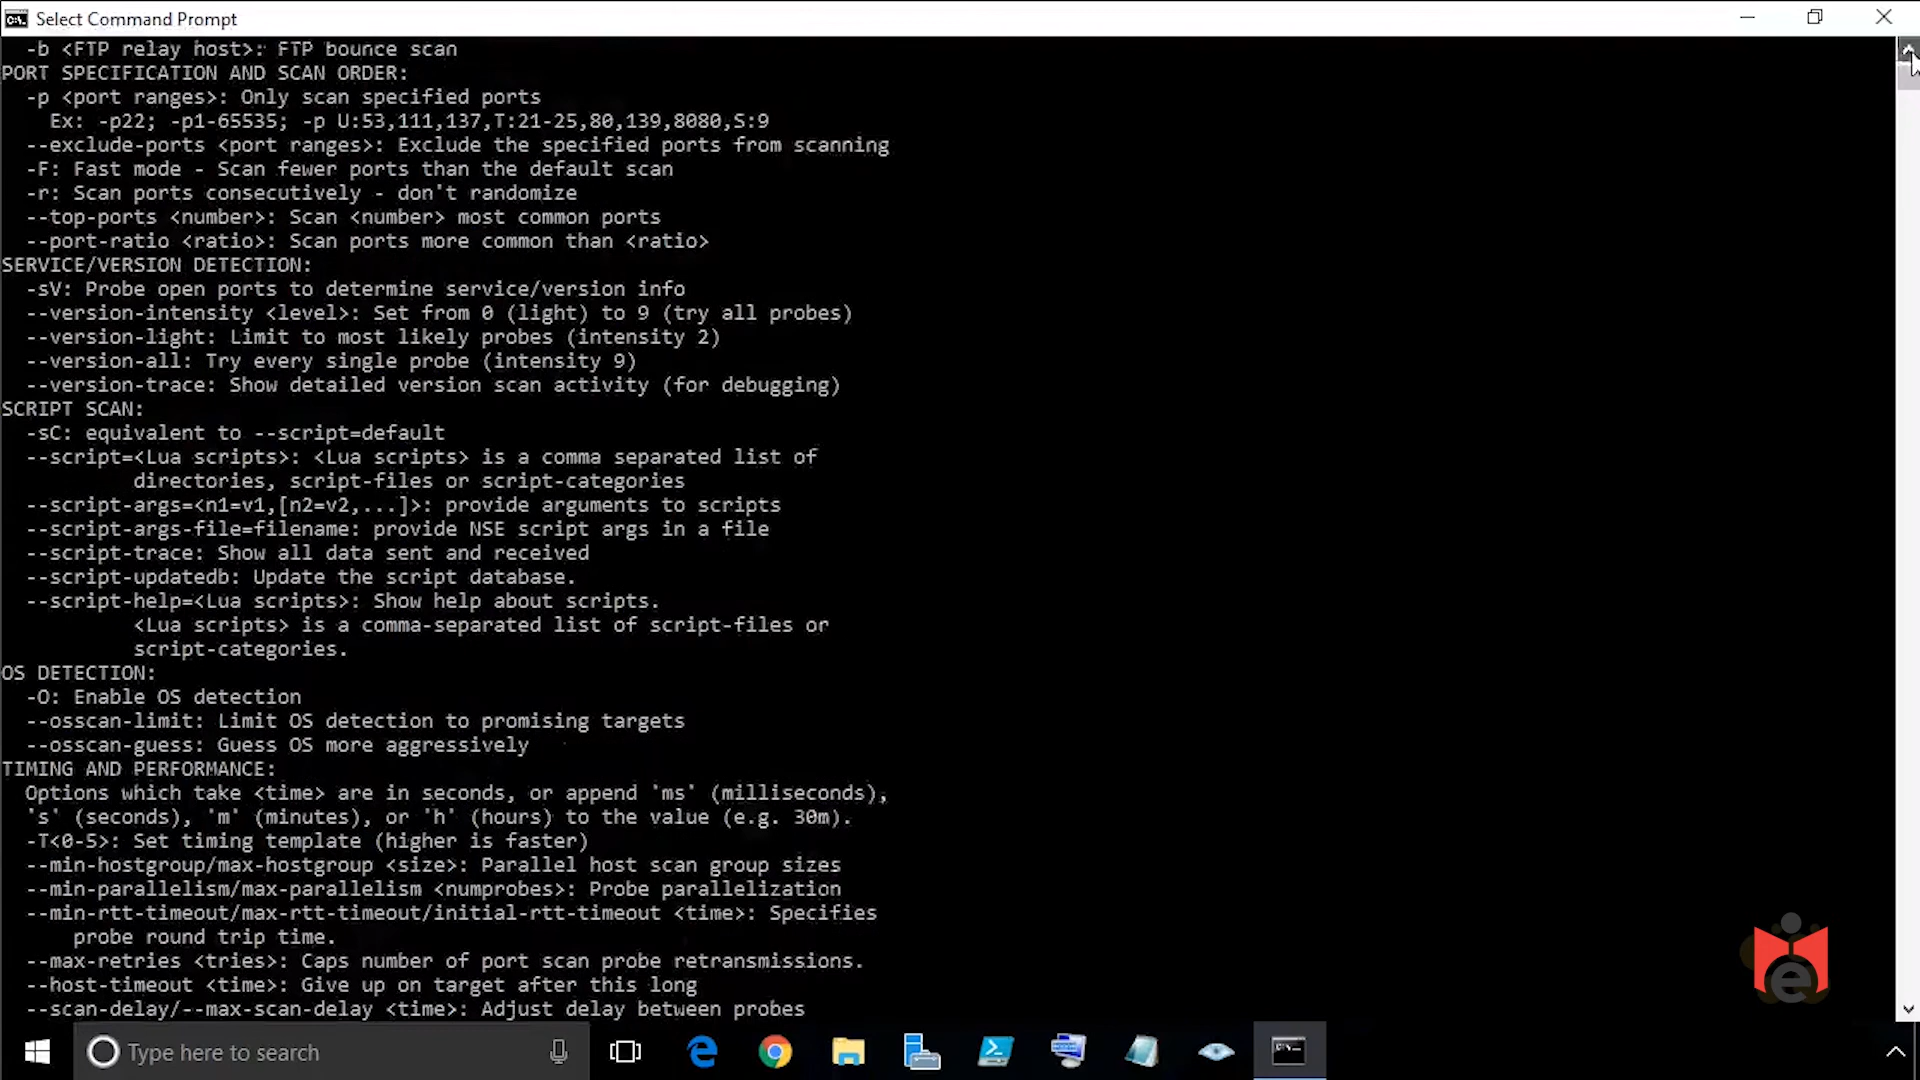 Select Command Prompt
-b <FTP relay host>: FTP bounce scan
PORT SPECIFICATION AND SCAN ORDER:
-p <port ranges>: Only scan specified ports
Ex: -p22; -p1-65535; -p U:53,111,137,T:21-25,80,139,8080,S:9
--exclude-ports <port ranges>: Exclude the specified ports from scanning
-F: Fast mode - Scan fewer ports than the default scan
-r: Scan ports consecutively - don't randomize
--top-ports <number>: Scan <number> most common ports
--port-ratio <ratio>: Scan ports more common than <ratio>
SERVICE/VERSION DETECTION:
-sV: Probe open ports to determine service/version info
--version-intensity <level>: Set from 0 (light) to 9 (try all probes)
--version-light: Limit to most likely probes (intensity 2)
--version-all: Try every single probe (intensity 9)
--version-trace: Show detailed version scan activity (for debugging)
SCRIPT SCAN:
-sC: equivalent to --script=default
--script=<Lua scripts>: <Lua scripts> is a comma separated list of
directories, script-files or script-categories
--script-args=<n1=v1,[n2=v2,...]>: provide arguments to scripts
--script-args-file=filename: provide NSE script args in a file
--script-trace: Show all data sent and received
--script-updatedb: Update the script database.
--script-help=<Lua scripts>: Show help about scripts.
<Lua scripts> is a comma-separated list of script-files or
script-categories.
OS DETECTION:
-O: Enable OS detection
--osscan-limit: Limit OS detection to promising targets
--osscan-guess: Guess OS more aggressively
TIMING AND PERFORMANCE:
Options which take <time> are in seconds, or append 'ms' (milliseconds),
's' (seconds), 'm' (minutes), or 'h' (hours) to the value (e.g. 30m).
-T<0-5>: Set timing template (higher is faster)
--min-hostgroup/max-hostgroup <size>: Parallel host scan group sizes
--min-parallelism/max-parallelism <numprobes>: Probe parallelization
--min-rtt-timeout/max-rtt-timeout/initial-rtt-timeout <time>: Specifies
probe round trip time.
--max-retries <tries>: Caps number of port scan probe retransmissions.
--host-timeout <time>: Give up on target after this long
--scan-delay/--max-scan-delay <time>: Adjust delay between probes
e
Type here to search